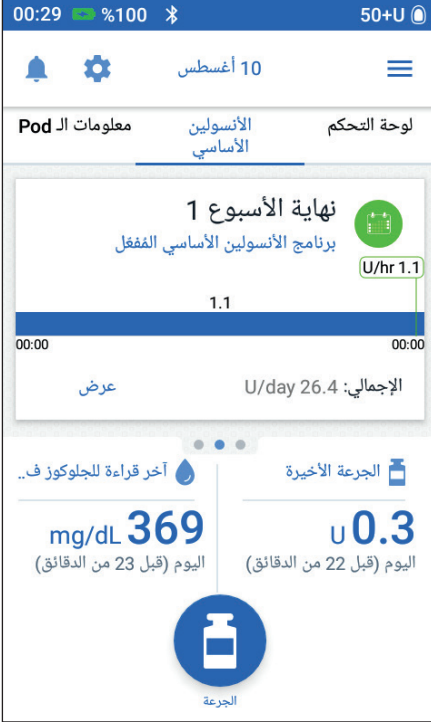 00:29 %100 50+U
10 أغسطس
لوحة التحكم
الأنسولين الأساسي
معلومات الـ Pod
نهاية الأسبوع 1
برنامج الأنسولين الأساسي المُفعّل
U/hr 1.1
1.1
00:00 00:00
الإجمالي: 26.4 U/day
عرض
الجرعة الأخيرة
0.3 U
اليوم (قبل 22 من الدقائق)
آخر قراءة للجلوكوز ف..
369 mg/dL
اليوم (قبل 23 من الدقائق)
الجرعة